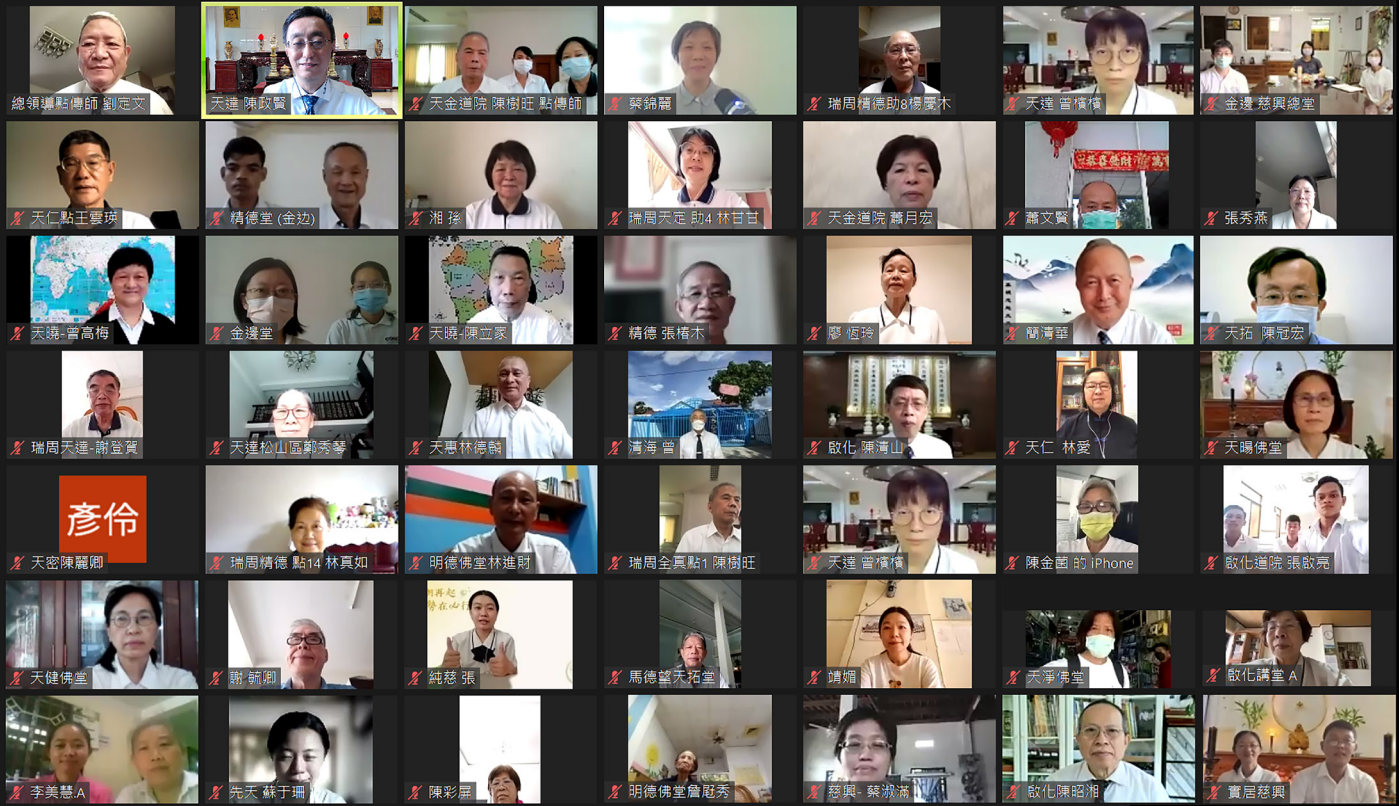 總領導點傳師 劉定文
天達 陳政賢
天金道院 陳樹旺 點傳師
蔡錦麗
瑞周精德助8楊慶木
天達 曾檳檳
金邊 慈興總堂
天仁點王雲瑛
精德堂 (金边)
湘 孫
瑞周天定 助4 林甘甘
天金道院 蕭月宏
蕭文賢
張秀燕
天曉-曾高梅
金邊堂
天曉-陳立家
精德 張椿木
廖 恆玲
簡清華
天拓 陳冠宏
瑞周天達-謝登賀
天達松山區鄭秀琴
天惠林德麟
清海 曾
啟化 陳清山
天仁 林愛
天暘佛堂
彥伶
天密陳麗卿
瑞周精德 點14 林真如
明德佛堂林進財
瑞周全真點1 陳樹旺
天達 曾檳檳
陳金菌 的 iPhone
啟化道院 張啟亮
天健佛堂
謝 毓卿
純慈 張
馬德望天拓堂
靖媚
天淨佛堂
啟化講堂 A
李美慧.A
先天 蘇于珊
陳彩屏
明德佛堂詹冠秀
慈興- 蔡淑滿
啟化陳昭湘
實居慈興